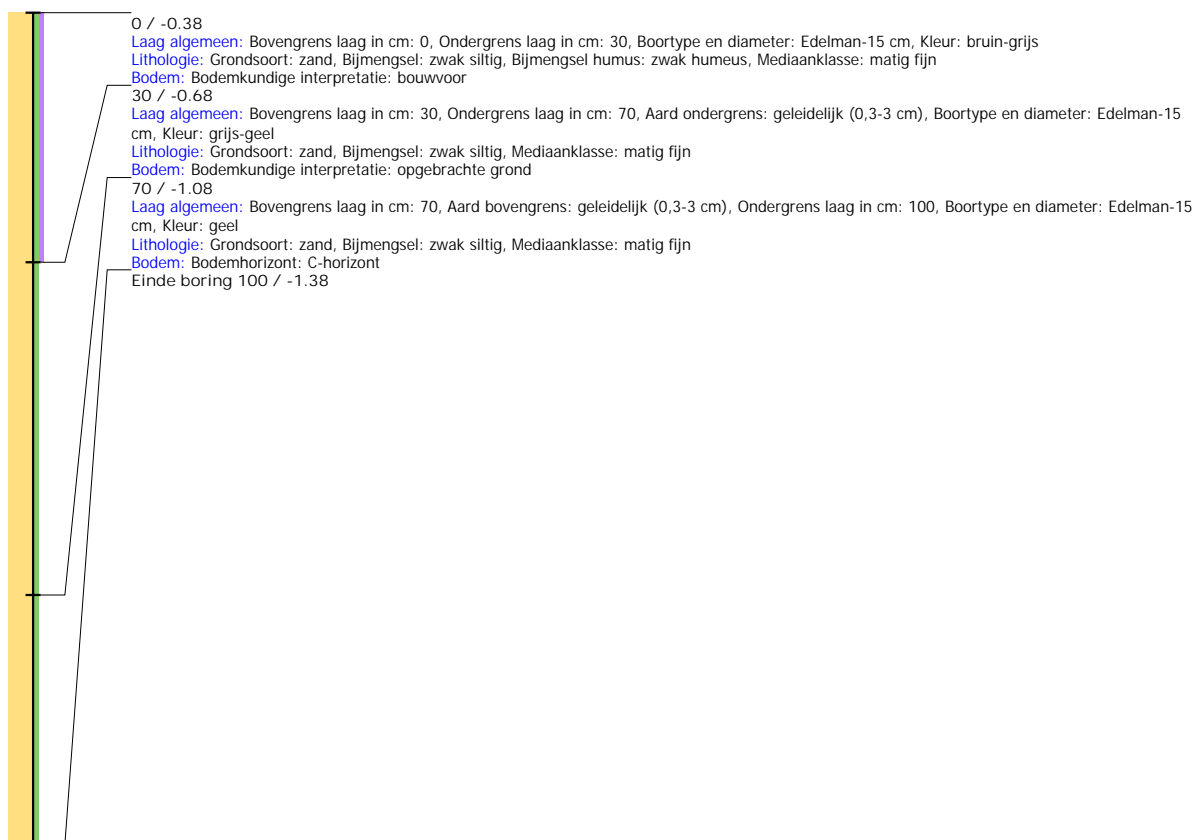 0 / -0.38
Laag algemeen: Bovengrens laag in cm: 0, Ondergrens laag in cm: 30, Boortype en diameter: Edelman-15 cm, Kleur: bruin-grijs
Lithologie: Grondsoort: zand, Bijmengsel: zwak siltig, Bijmengsel humus: zwak humeus, Mediaanklasse: matig fijn
Bodem: Bodemkundige interpretatie: bouwvoor
30 / -0.68
Laag algemeen: Bovengrens laag in cm: 30, Ondergrens laag in cm: 70, Aard ondergrens: geleidelijk (0,3-3 cm), Boortype en diameter: Edelman-15
cm, Kleur: grijs-geel
Lithologie: Grondsoort: zand, Bijmengsel: zwak siltig, Mediaanklasse: matig fijn
Bodem: Bodemkundige interpretatie: opgebrachte grond
70 / -1.08
Laag algemeen: Bovengrens laag in cm: 70, Aard bovengrens: geleidelijk (0,3-3 cm), Ondergrens laag in cm: 100, Boortype en diameter: Edelman-15
cm, Kleur: geel
Lithologie: Grondsoort: zand, Bijmengsel: zwak siltig, Mediaanklasse: matig fijn
Bodem: Bodemhorizont: C-horizont
Einde boring 100 / -1.38